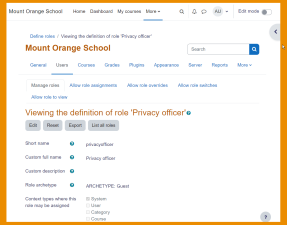 Mount Orange School Home Dashboard My courses More AU Edit mode
Define roles / Viewing the definition of role 'Privacy officer'
Mount Orange School
Search
General Users Courses Grades Plugins Appearance Server Reports More
Manage roles Allow role assignments Allow role overrides Allow role switches
Allow role to view
Viewing the definition of role 'Privacy officer'
Edit Reset Export List all roles
Short name privacyofficer
Custom full name Privacy officer
Custom description
Role archetype ARCHETYPE: Guest
Context types where this System
role may be assigned User
Category
Course